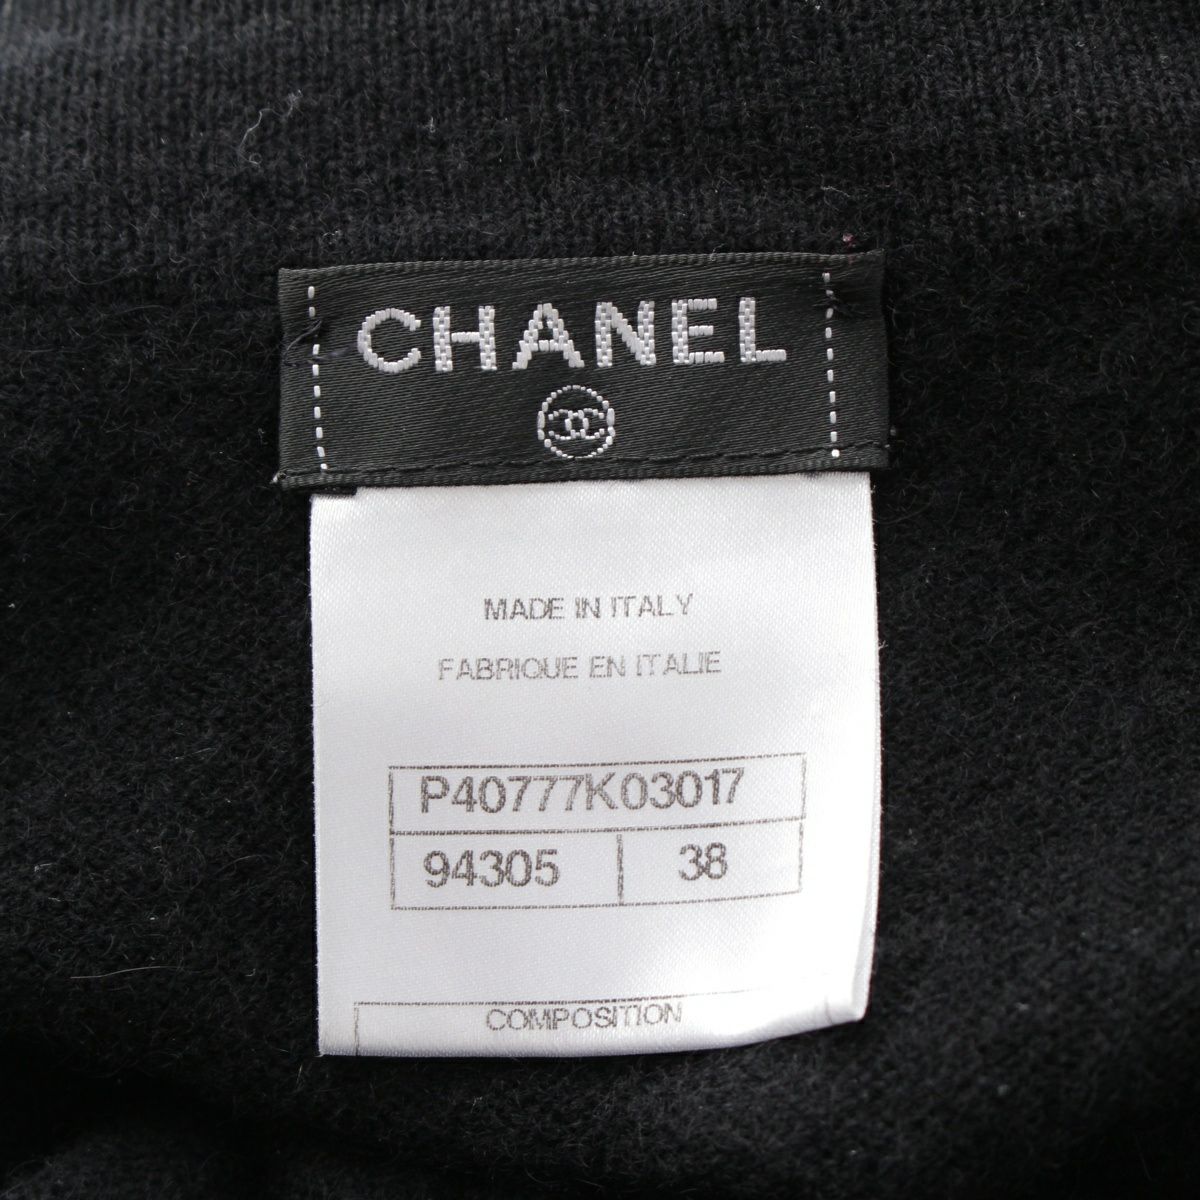 CHANEL
MADE IN ITALY
FABRIQUE EN ITALIE
P40777K03017
94305 38
COMPOSITION